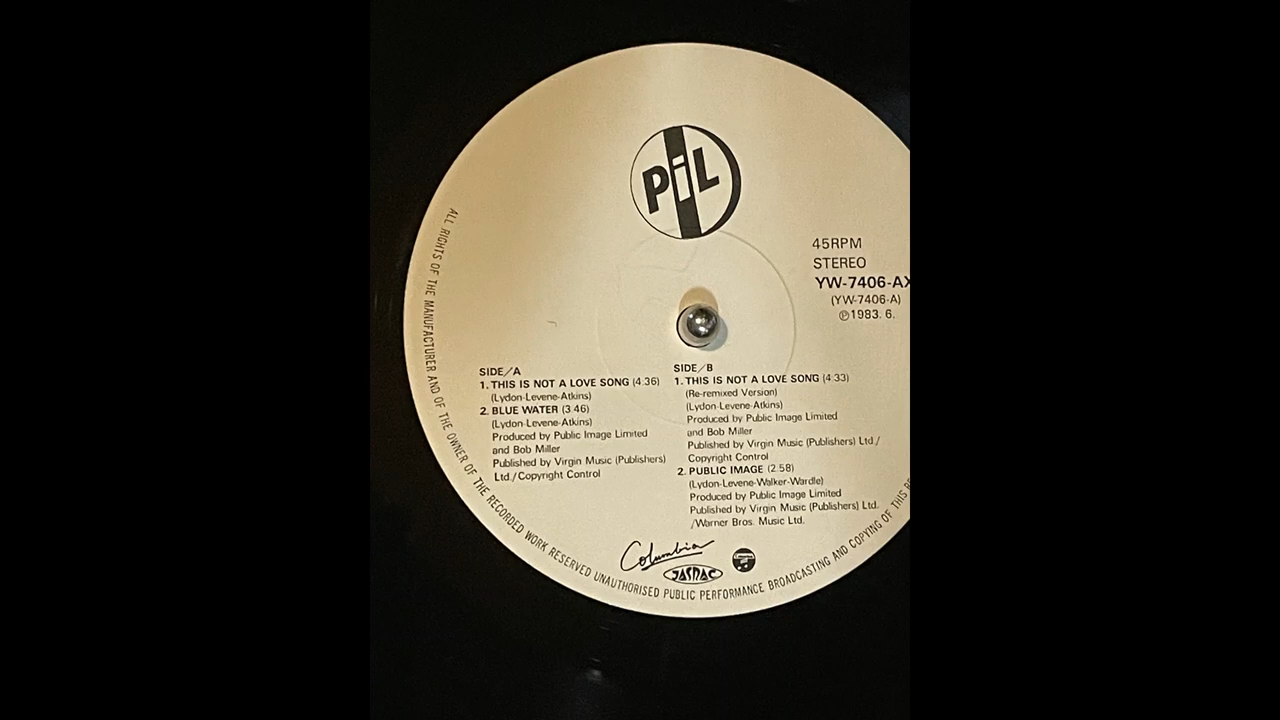 PiL
45RPM
STEREO
YW-7406-AX
(YW-7406-A)
Ⓟ1983. 6.
SIDE/A
1. THIS IS NOT A LOVE SONG (4.36)
(Lydon-Levene-Atkins)
2. BLUE WATER (3.46)
(Lydon-Levene-Atkins)
Produced by Public Image Limited
and Bob Miller
Published by Virgin Music (Publishers)
Ltd./Copyright Control
SIDE/B
1. THIS IS NOT A LOVE SONG (4.33)
(Re-remixed Version)
(Lydon-Levene-Atkins)
Produced by Public Image Limited
and Bob Miller
Published by Virgin Music (Publishers) Ltd./
Copyright Control
2. PUBLIC IMAGE (2.58)
(Lydon-Levene-Walker-Wardle)
Produced by Public Image Limited
Published by Virgin Music (Publishers) Ltd.
/Warner Bros. Music Ltd.
Columbia
JASRAC
ALL RIGHTS OF THE MANUFACTURER AND OF THE OWNER OF THE RECORDED WORK RESERVED UNAUTHORISED PUBLIC PERFORMANCE BROADCASTING AND COPYING OF THIS